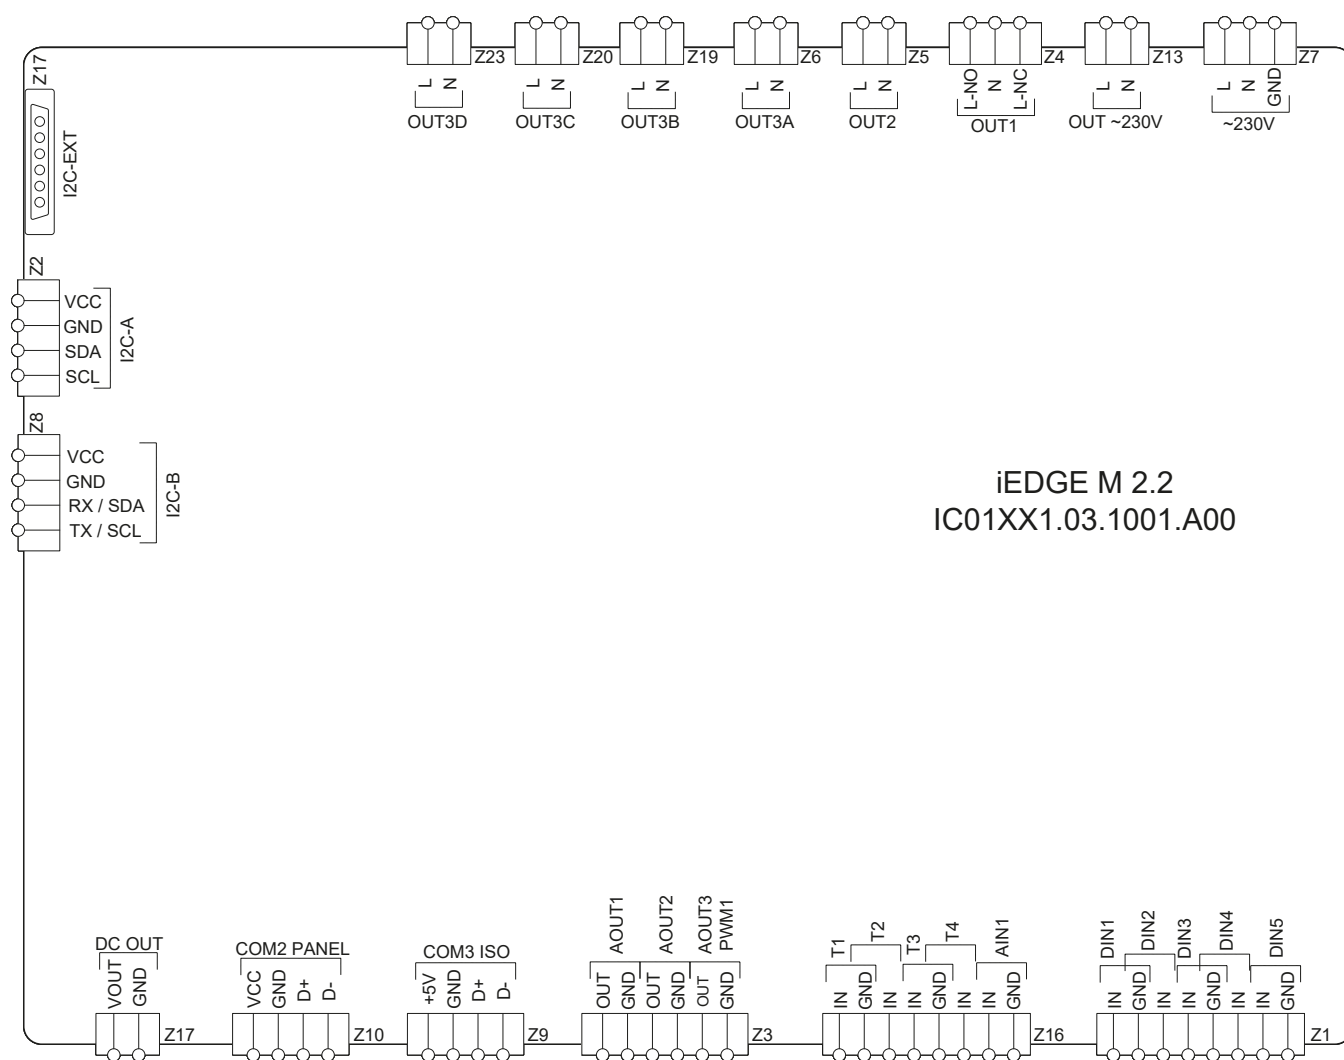 Z17
I2C-EXT
Z23
L
N
OUT3D
Z20
L
N
OUT3C
Z19
L
N
OUT3B
Z6
L
N
OUT3A
Z5
L
N
OUT2
Z4
L-NO
N
L-NC
OUT1
Z13
L
N
OUT ~230V
Z7
L
N
GND
~230V
Z2
VCC
GND
SDA
SCL
I2C-A
Z8
VCC
GND
RX / SDA
TX / SCL
I2C-B
iEDGE M 2.2
IC01XX1.03.1001.A00
DC OUT
VOUT
GND
Z17
COM2 PANEL
VCC
GND
D+
D-
Z10
COM3 ISO
+5V
GND
D+
D-
Z9
AOUT1
AOUT2
AOUT3
PWM1
OUT
GND
OUT
GND
OUT
GND
Z3
T1
T2
T3
T4
AIN1
IN
GND
IN
IN
GND
IN
IN
GND
Z16
DIN1
DIN2
DIN3
DIN4
DIN5
IN
GND
IN
IN
GND
IN
IN
GND
Z1